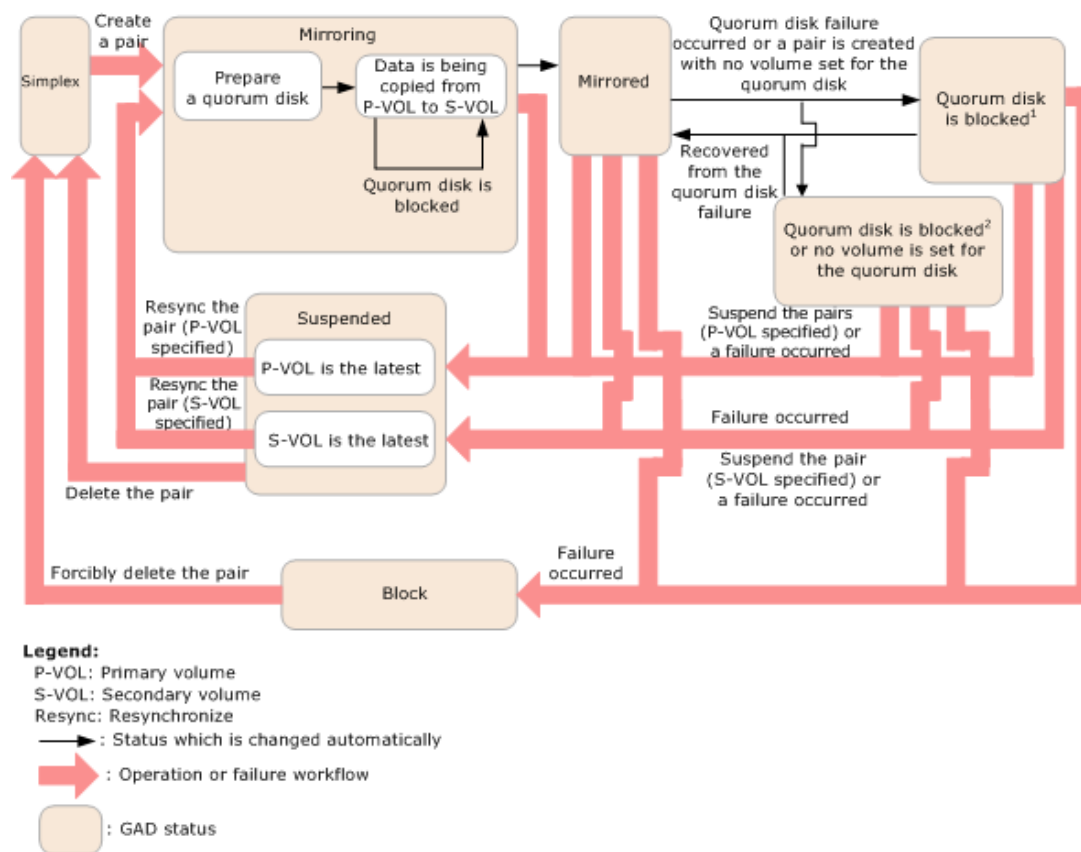 Create
a pair
Simplex
Mirroring
Prepare
a quorum disk
Data is being
copied from
P-VOL to S-VOL
Quorum disk is
blocked
Mirrored
Quorum disk failure
occurred or a pair is created
with no volume set for the
quorum disk
Quorum disk
is blocked1
Recovered
from the
quorum disk
failure
Quorum disk is blocked2
or no volume is set for
the quorum disk
Resync the
pair (P-VOL
specified)
Suspended
P-VOL is the latest
Suspend the pairs
(P-VOL specified) or
a failure occurred
Resync the
pair (S-VOL
specified)
S-VOL is the latest
Failure occurred
Suspend the pair
(S-VOL specified) or
a failure occurred
Delete the pair
Forcibly delete the pair
Block
Failure
occurred
Legend:
P-VOL: Primary volume
S-VOL: Secondary volume
Resync: Resynchronize
: Status which is changed automatically
: Operation or failure workflow
: GAD status